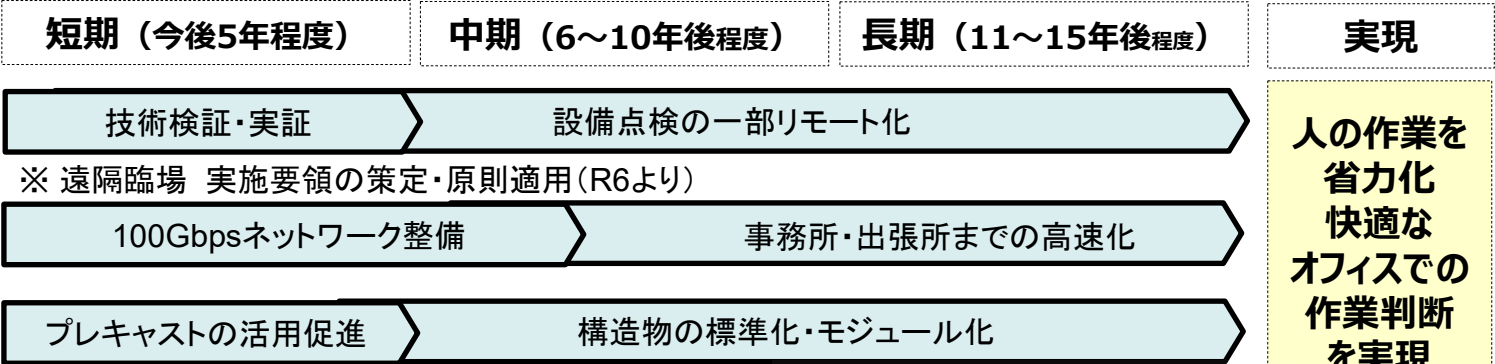 短期（今後5年程度）
中期（6～10年後程度）
長期（11～15年後程度）
実現
技術検証・実証
設備点検の一部リモート化
※ 遠隔臨場 実施要領の策定・原則適用（R6より）
100Gbpsネットワーク整備
事務所・出張所までの高速化
プレキャストの活用促進
構造物の標準化・モジュール化
人の作業を
省力化
快適な
オフィスでの
作業判断
を実現